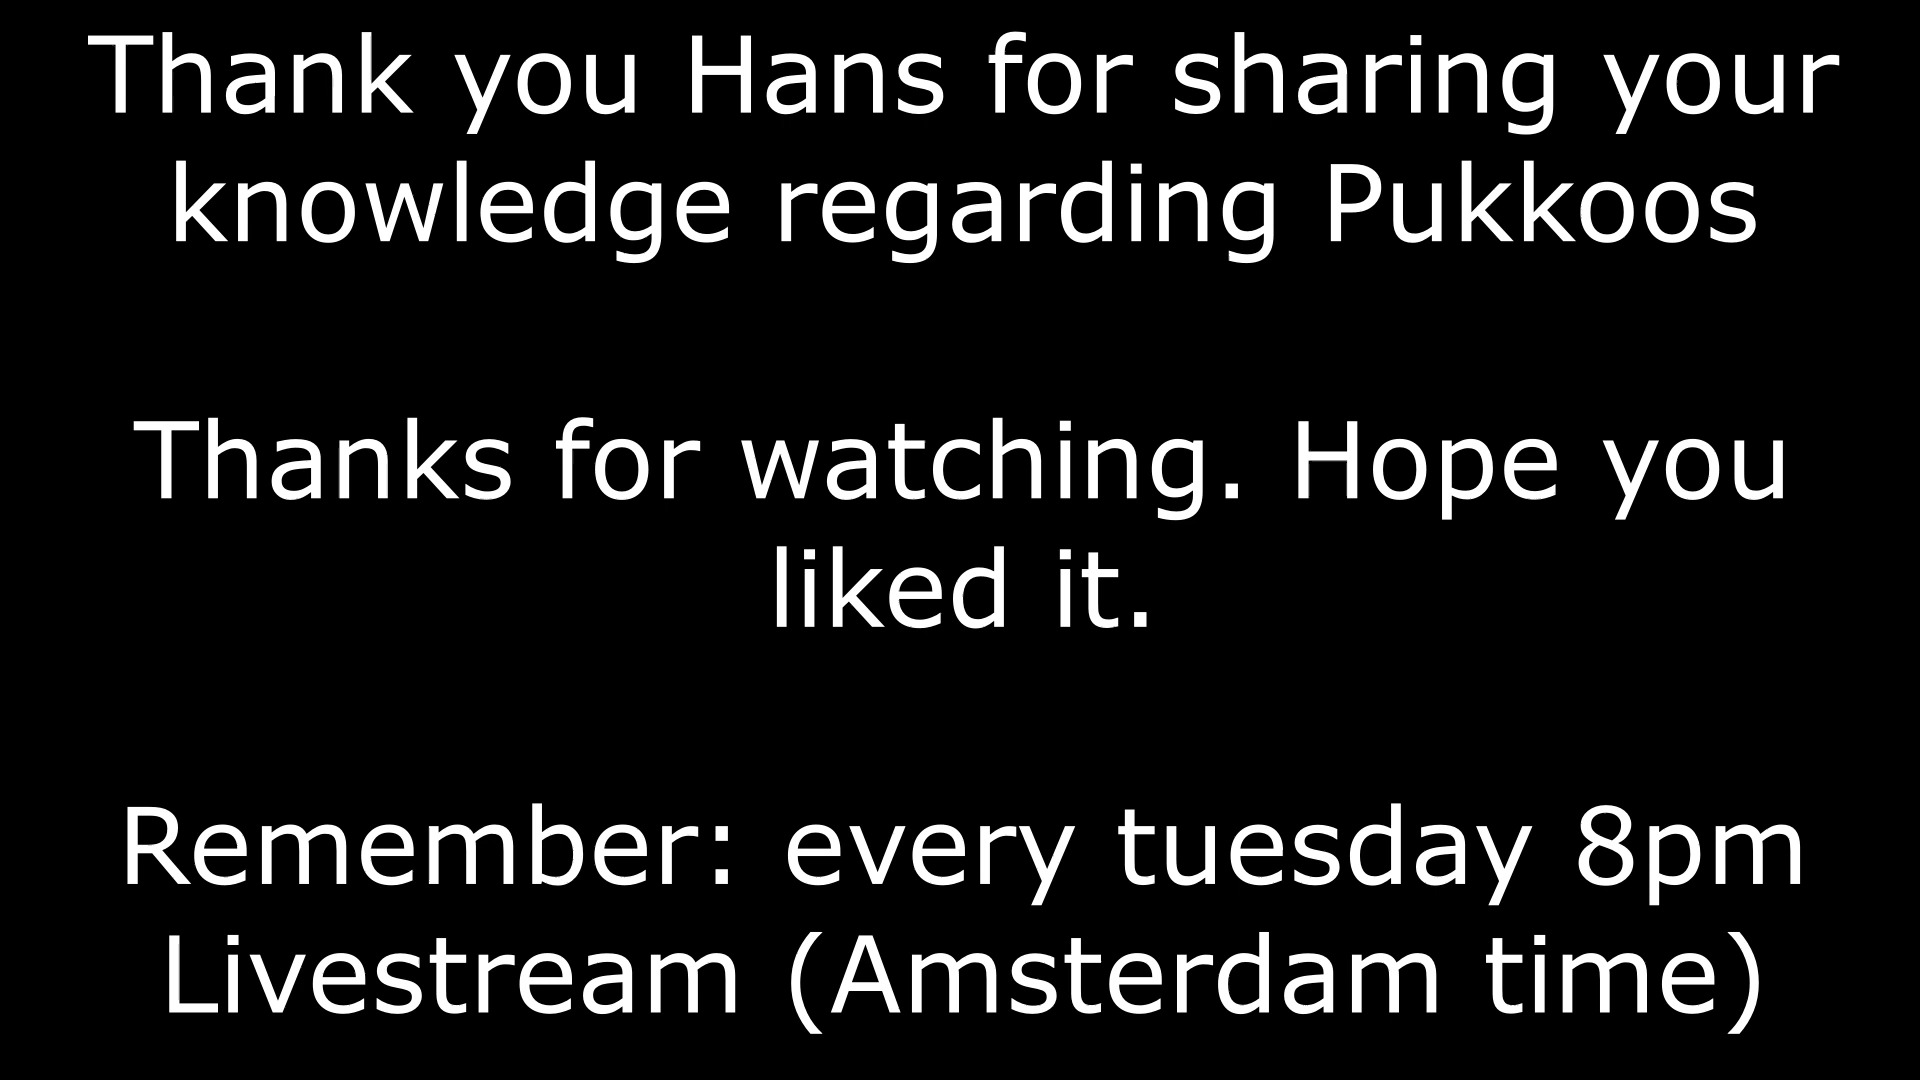 Thank you Hans for sharing your
knowledge regarding Pukkoos
Thanks for watching. Hope you
liked it.
Remember: every tuesday 8pm
Livestream (Amsterdam time)